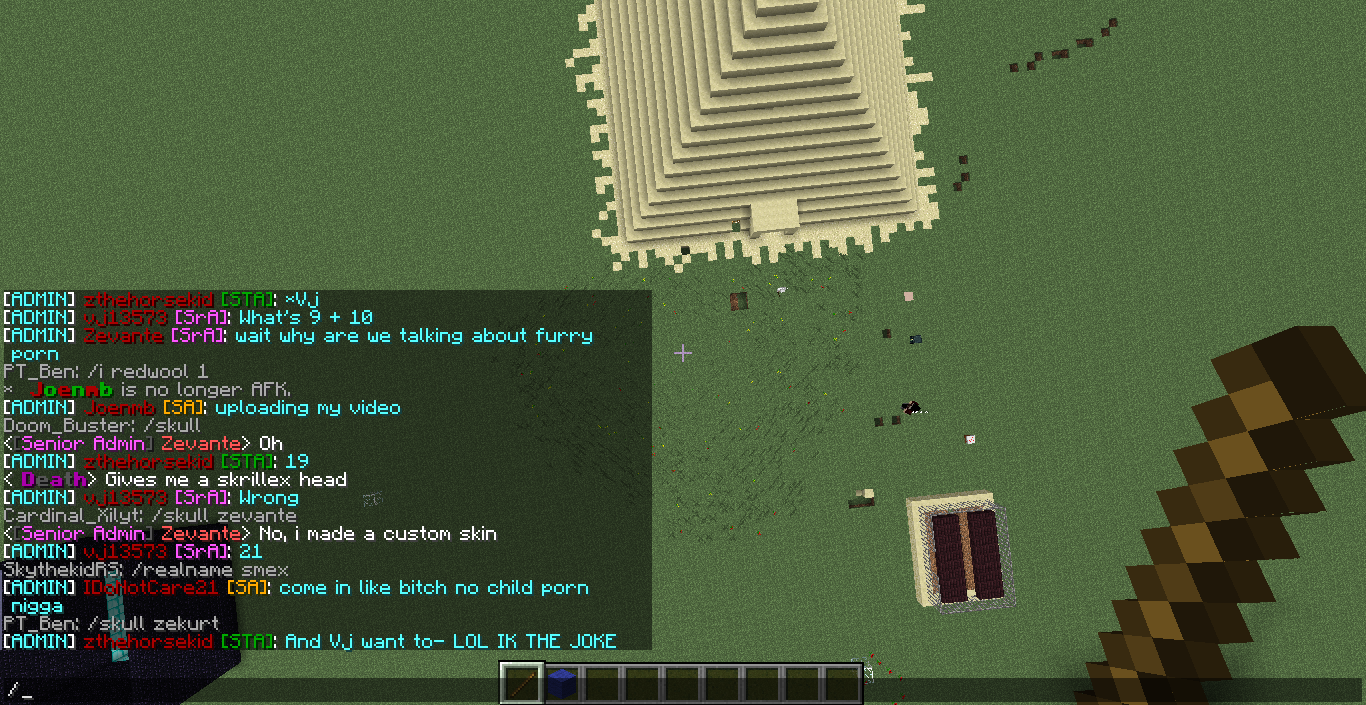 [ADMIN] zthehorsekid [STA]: ×Vj
[ADMIN] vj13573 [SrA]: What's 9 + 10
[ADMIN] Zevante [SrA]: wait why are we talking about furry
porn
PT_Ben: /i redwool 1
× Joenmb is no longer AFK.
[ADMIN] Joenmb [SA]: uploading my video
Doom_Buster: /skull
<[Senior Admin] Zevante> Oh
[ADMIN] zthehorsekid [STA]: 19
< Death> Gives me a skrillex head
[ADMIN] vj13573 [SrA]: Wrong
Cardinal_Xilyt: /skull zevante
<[Senior Admin] Zevante> No, i made a custom skin
[ADMIN] vj13573 [SrA]: 21
SkythekidRS: /realname smex
[ADMIN] IDoNotCare21 [SA]: come in like bitch no child porn
nigga
PT_Ben: /skull zekurt
[ADMIN] zthehorsekid [STA]: And Vj want to- LOL IK THE JOKE
/_